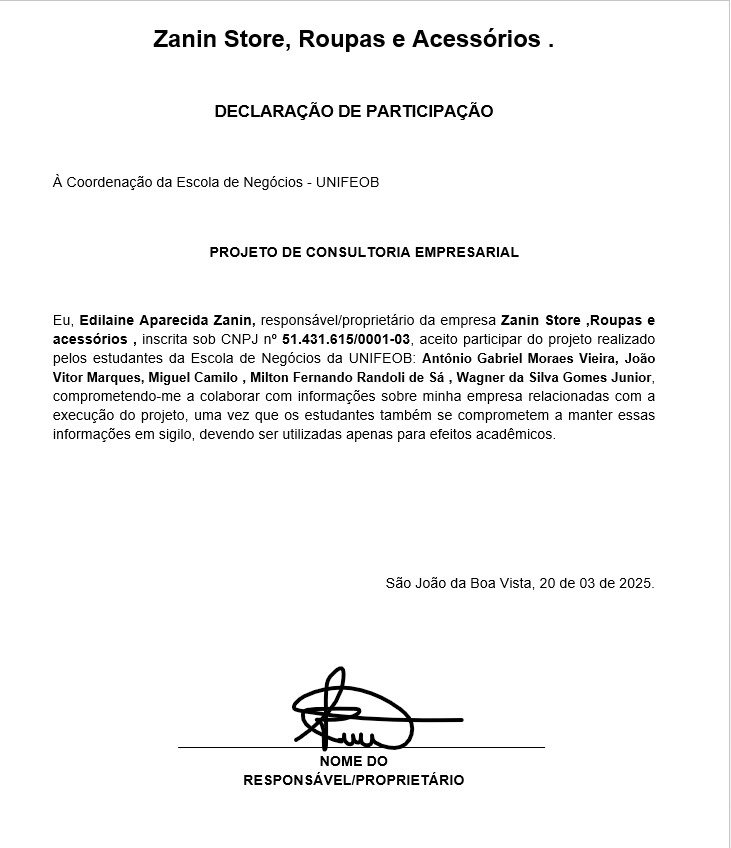 Zanin Store, Roupas e Acessórios .
DECLARAÇÃO DE PARTICIPAÇÃO
À Coordenação da Escola de Negócios - UNIFEOB
PROJETO DE CONSULTORIA EMPRESARIAL
Eu, Edilaine Aparecida Zanin, responsável/proprietário da empresa Zanin Store ,Roupas e
acessórios , inscrita sob CNPJ nº 51.431.615/0001-03, aceito participar do projeto realizado
pelos estudantes da Escola de Negócios da UNIFEOB: Antônio Gabriel Moraes Vieira, João
Vitor Marques, Miguel Camilo , Milton Fernando Randoli de Sá , Wagner da Silva Gomes Junior,
comprometendo-me a colaborar com informações sobre minha empresa relacionadas com a
execução do projeto, uma vez que os estudantes também se comprometem a manter essas
informações em sigilo, devendo ser utilizadas apenas para efeitos acadêmicos.
São João da Boa Vista, 20 de 03 de 2025.
NOME DO
RESPONSÁVEL/PROPRIETÁRIO